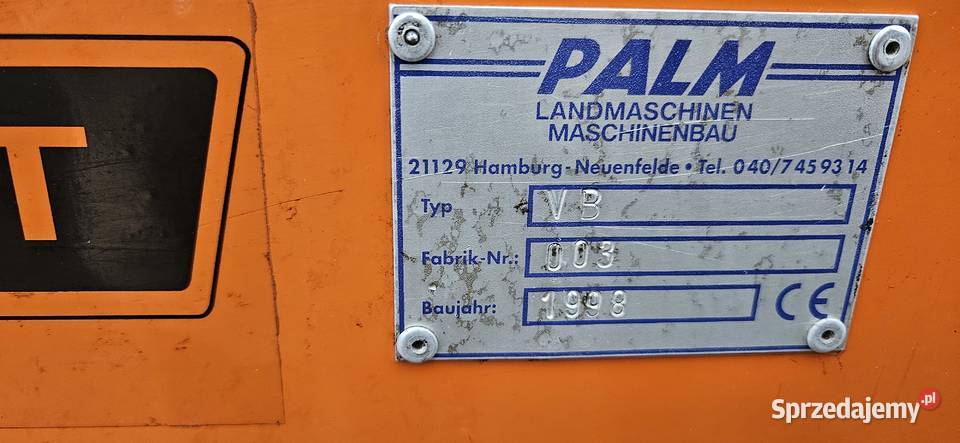 T
PALM
LANDMASCHINEN
MASCHINENBAU
21129 Hamburg-Neuenfelde • Tel. 040/7459314
Typ VB
Fabrik-Nr.: 003
Baujahr: 1998 CE
Sprzedajemy.pl